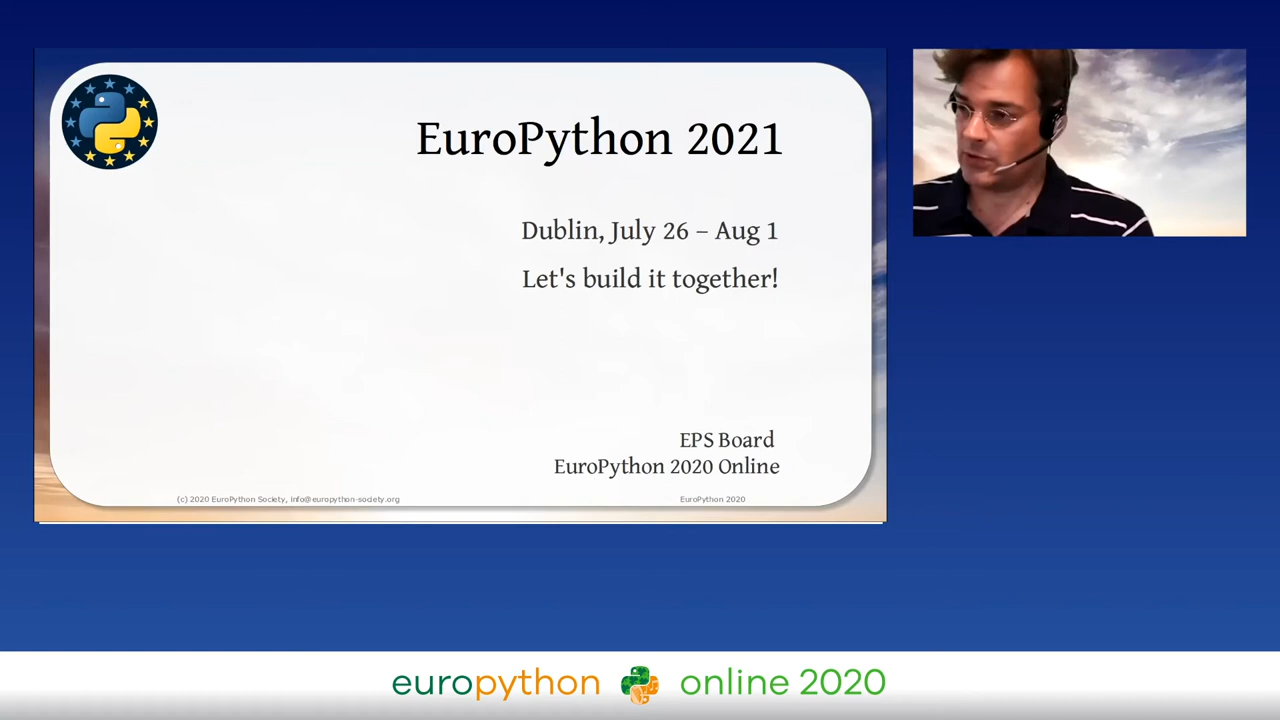 EuroPython 2021
Dublin, July 26 – Aug 1
Let's build it together!
EPS Board
EuroPython 2020 Online
(c) 2020 EuroPython Society, info@europython-society.org
EuroPython 2020
europython online 2020